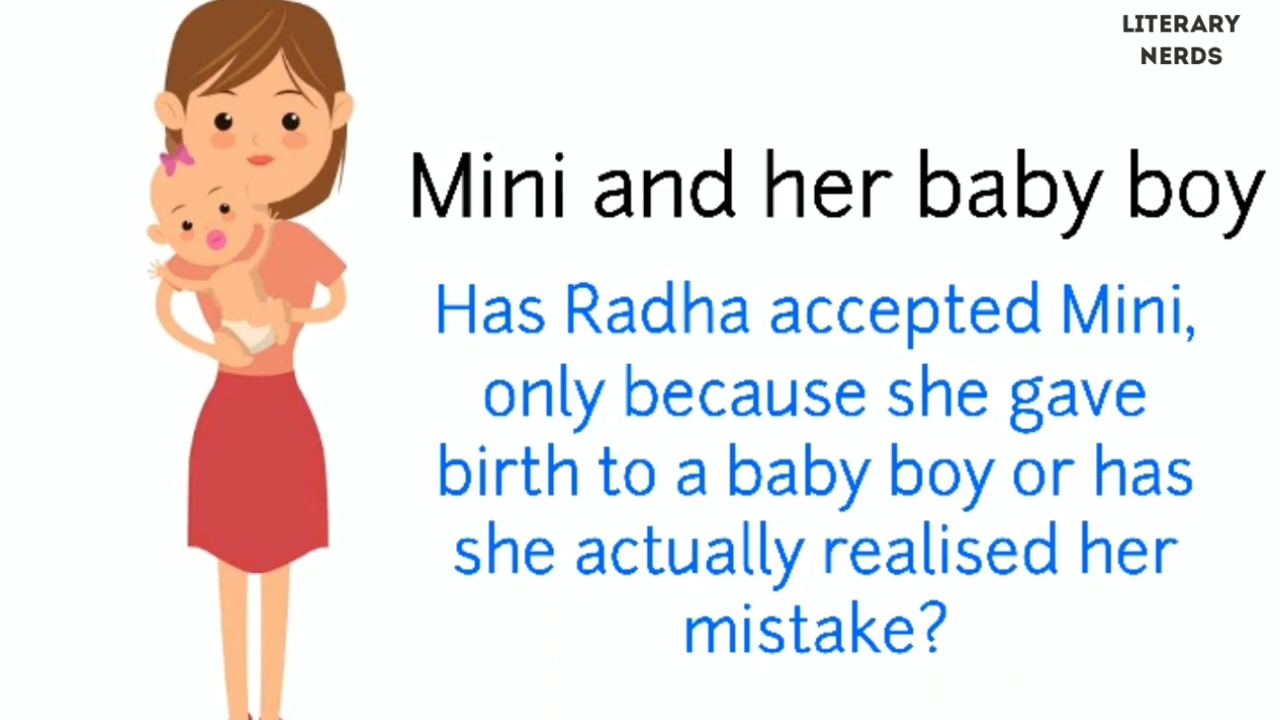 LITERARY
NERDS
Mini and her baby boy
Has Radha accepted Mini,
only because she gave
birth to a baby boy or has
she actually realised her
mistake?